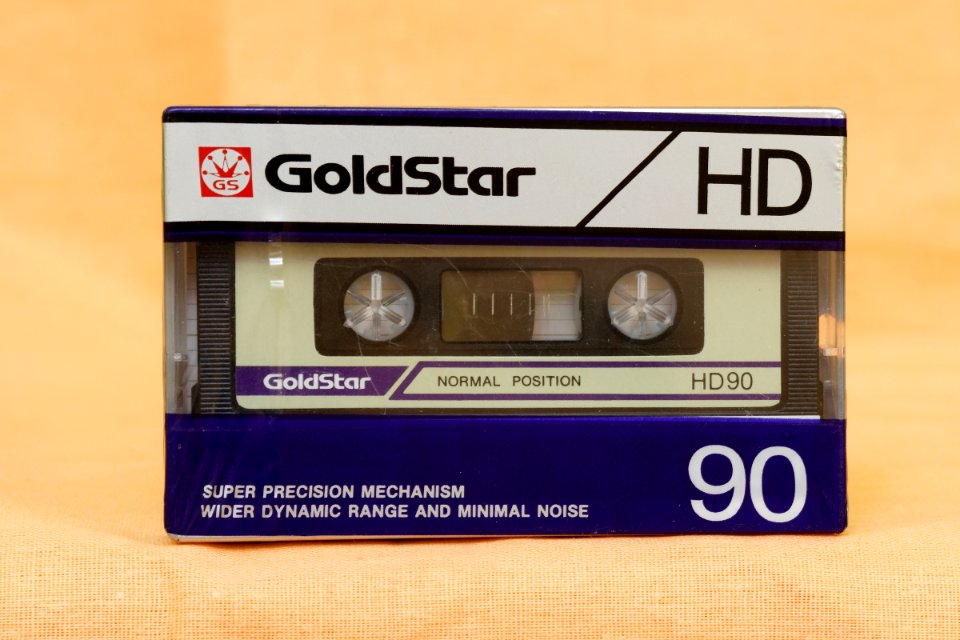 GS GoldStar HD
GoldStar NORMAL POSITION HD90
SUPER PRECISION MECHANISM
WIDER DYNAMIC RANGE AND MINIMAL NOISE
90